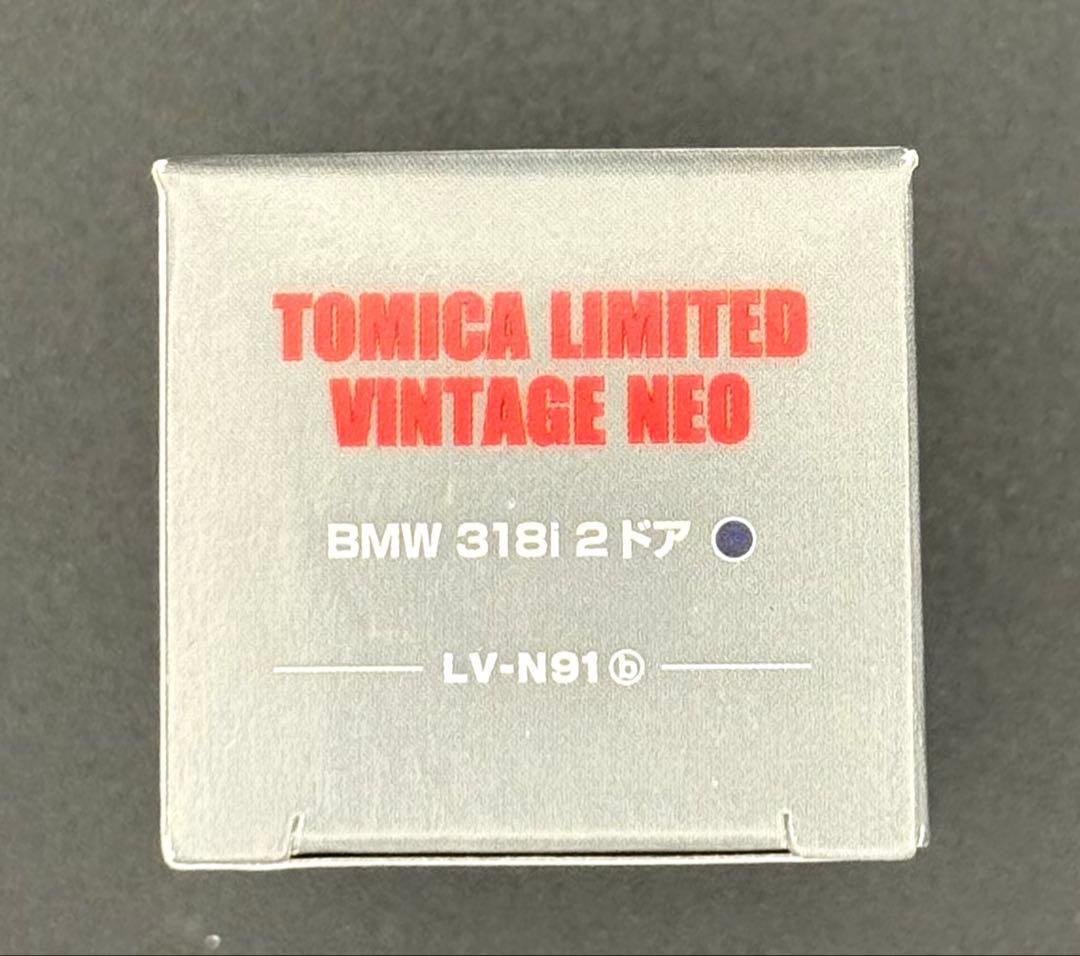 TOMICA LIMITED
VINTAGE NEO
BMW 318i 2ドア
LV-N91ⓑ